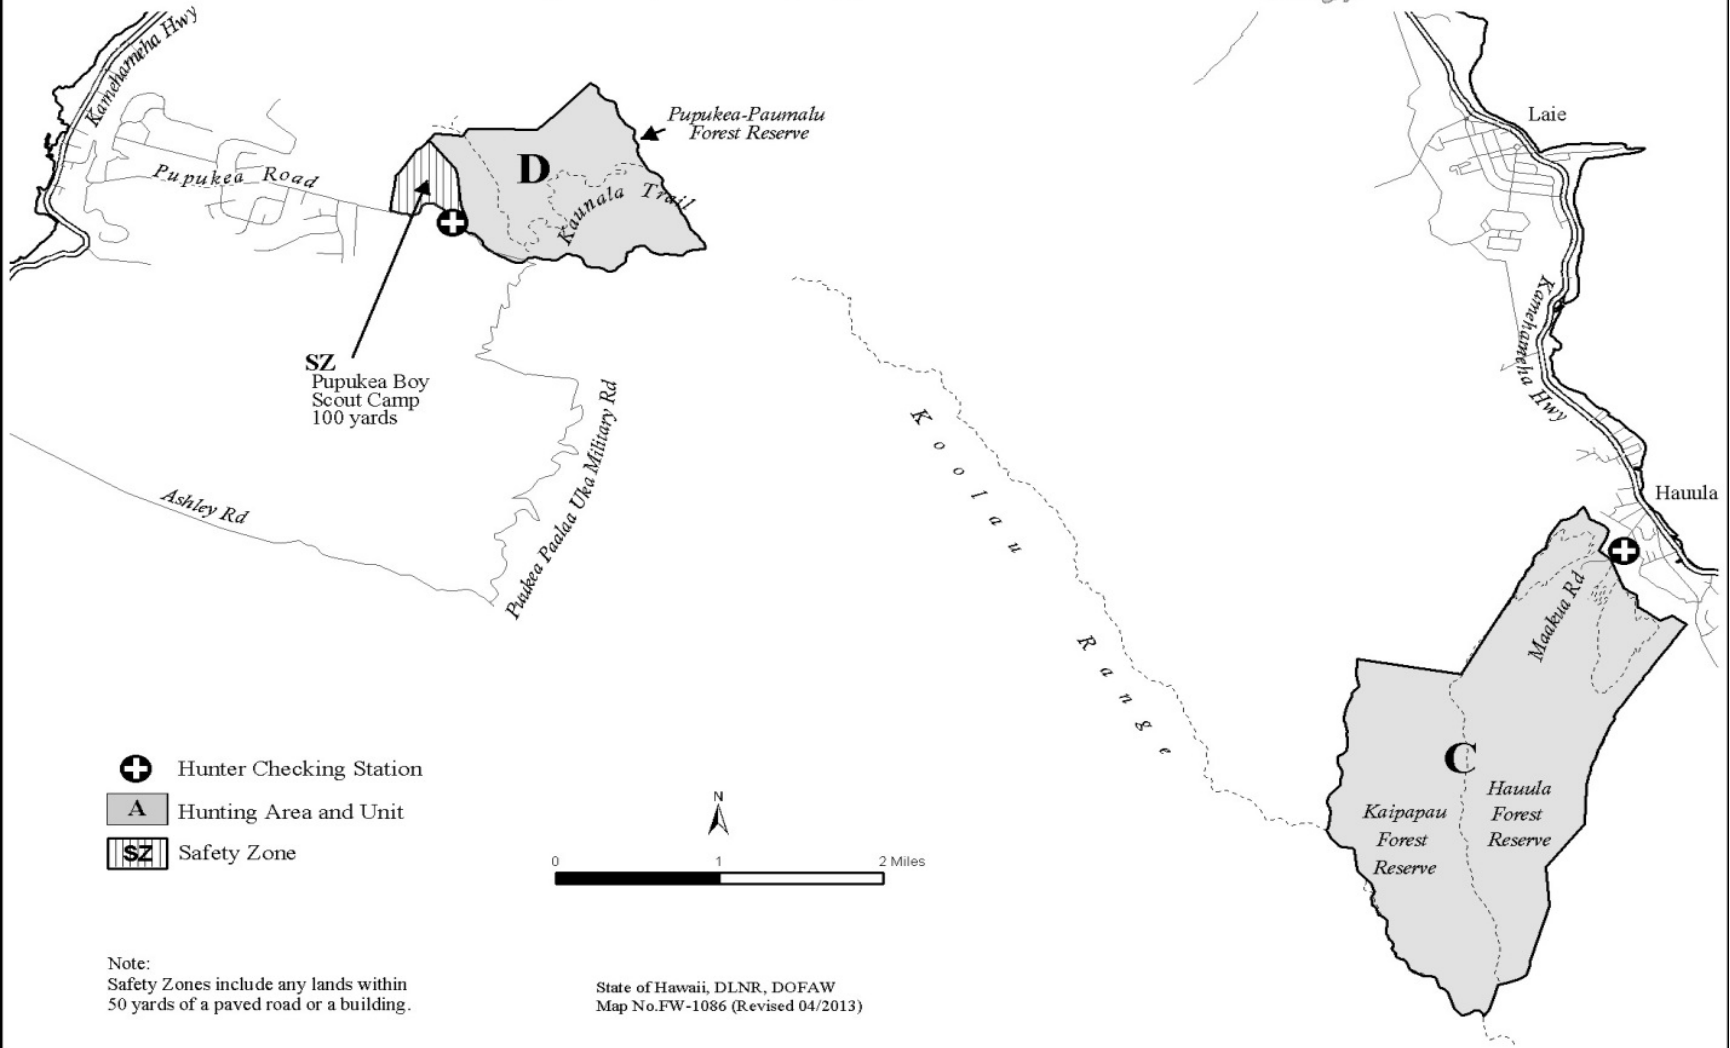 Kamehameha Hwy
Pupukea Road
D
Pupukea-Paumalu
Forest Reserve
Kaunala Trail
SZ
Pupukea Boy
Scout Camp
100 yards
Ashley Rd
Puukea Paalaa Uka Military Rd
Koolau Range
Laie
Kamehameha Hwy
Hauula
Maakua Rd
C
Kaipapau
Forest
Reserve
Hauula
Forest
Reserve
Hunter Checking Station
A
Hunting Area and Unit
SZ
Safety Zone
N
0 1 2 Miles
Note:
Safety Zones include any lands within
50 yards of a paved road or a building.
State of Hawaii, DLNR, DOFAW
Map No.FW-1086 (Revised 04/2013)